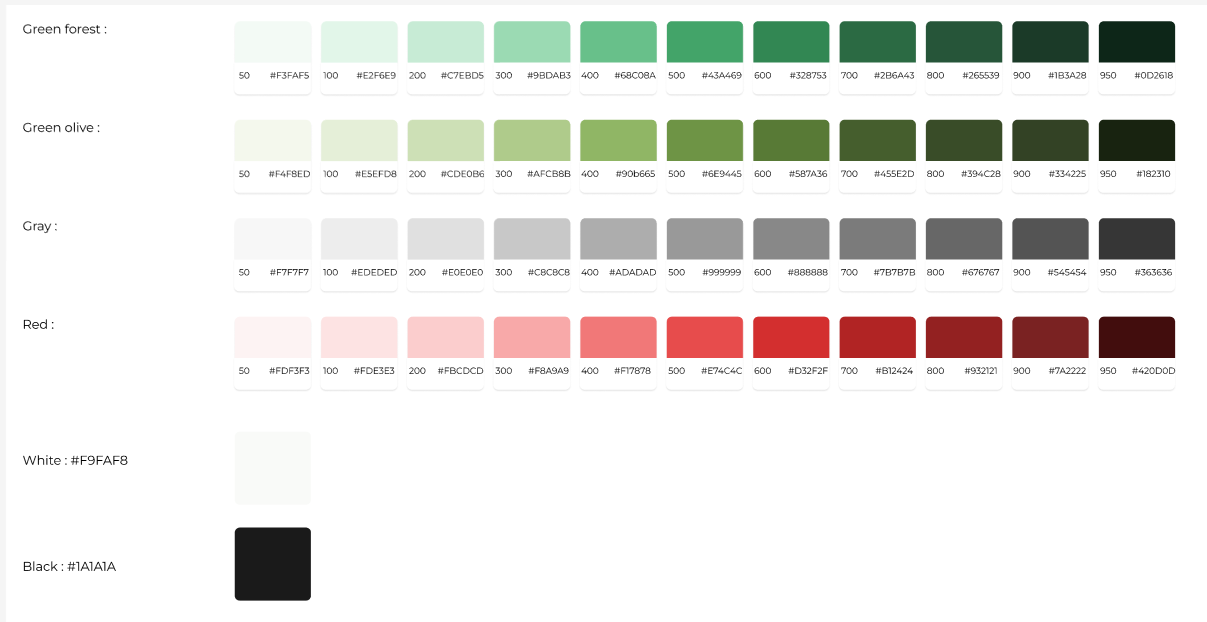 Green forest :
50 #F3FAF5 100 #E2F6E9 200 #C7EBD5 300 #9BDAB3 400 #68C08A 500 #43A469 600 #328753 700 #2B6A43 800 #265539 900 #1B3A28 950 #0D2618
Green olive :
50 #F4F8ED 100 #E5EFD8 200 #CDE0B6 300 #AFCB8B 400 #90b665 500 #6E9445 600 #587A36 700 #455E2D 800 #394C28 900 #334225 950 #182310
Gray :
50 #F7F7F7 100 #EDEDED 200 #E0E0E0 300 #C8C8C8 400 #ADADAD 500 #999999 600 #888888 700 #7B7B7B 800 #676767 900 #545454 950 #363636
Red :
50 #FDF3F3 100 #FDE3E3 200 #FBCDCD 300 #F8A9A9 400 #F17878 500 #E74C4C 600 #D32F2F 700 #B12424 800 #932121 900 #7A2222 950 #420D0D
White : #F9FAF8
Black : #1A1A1A